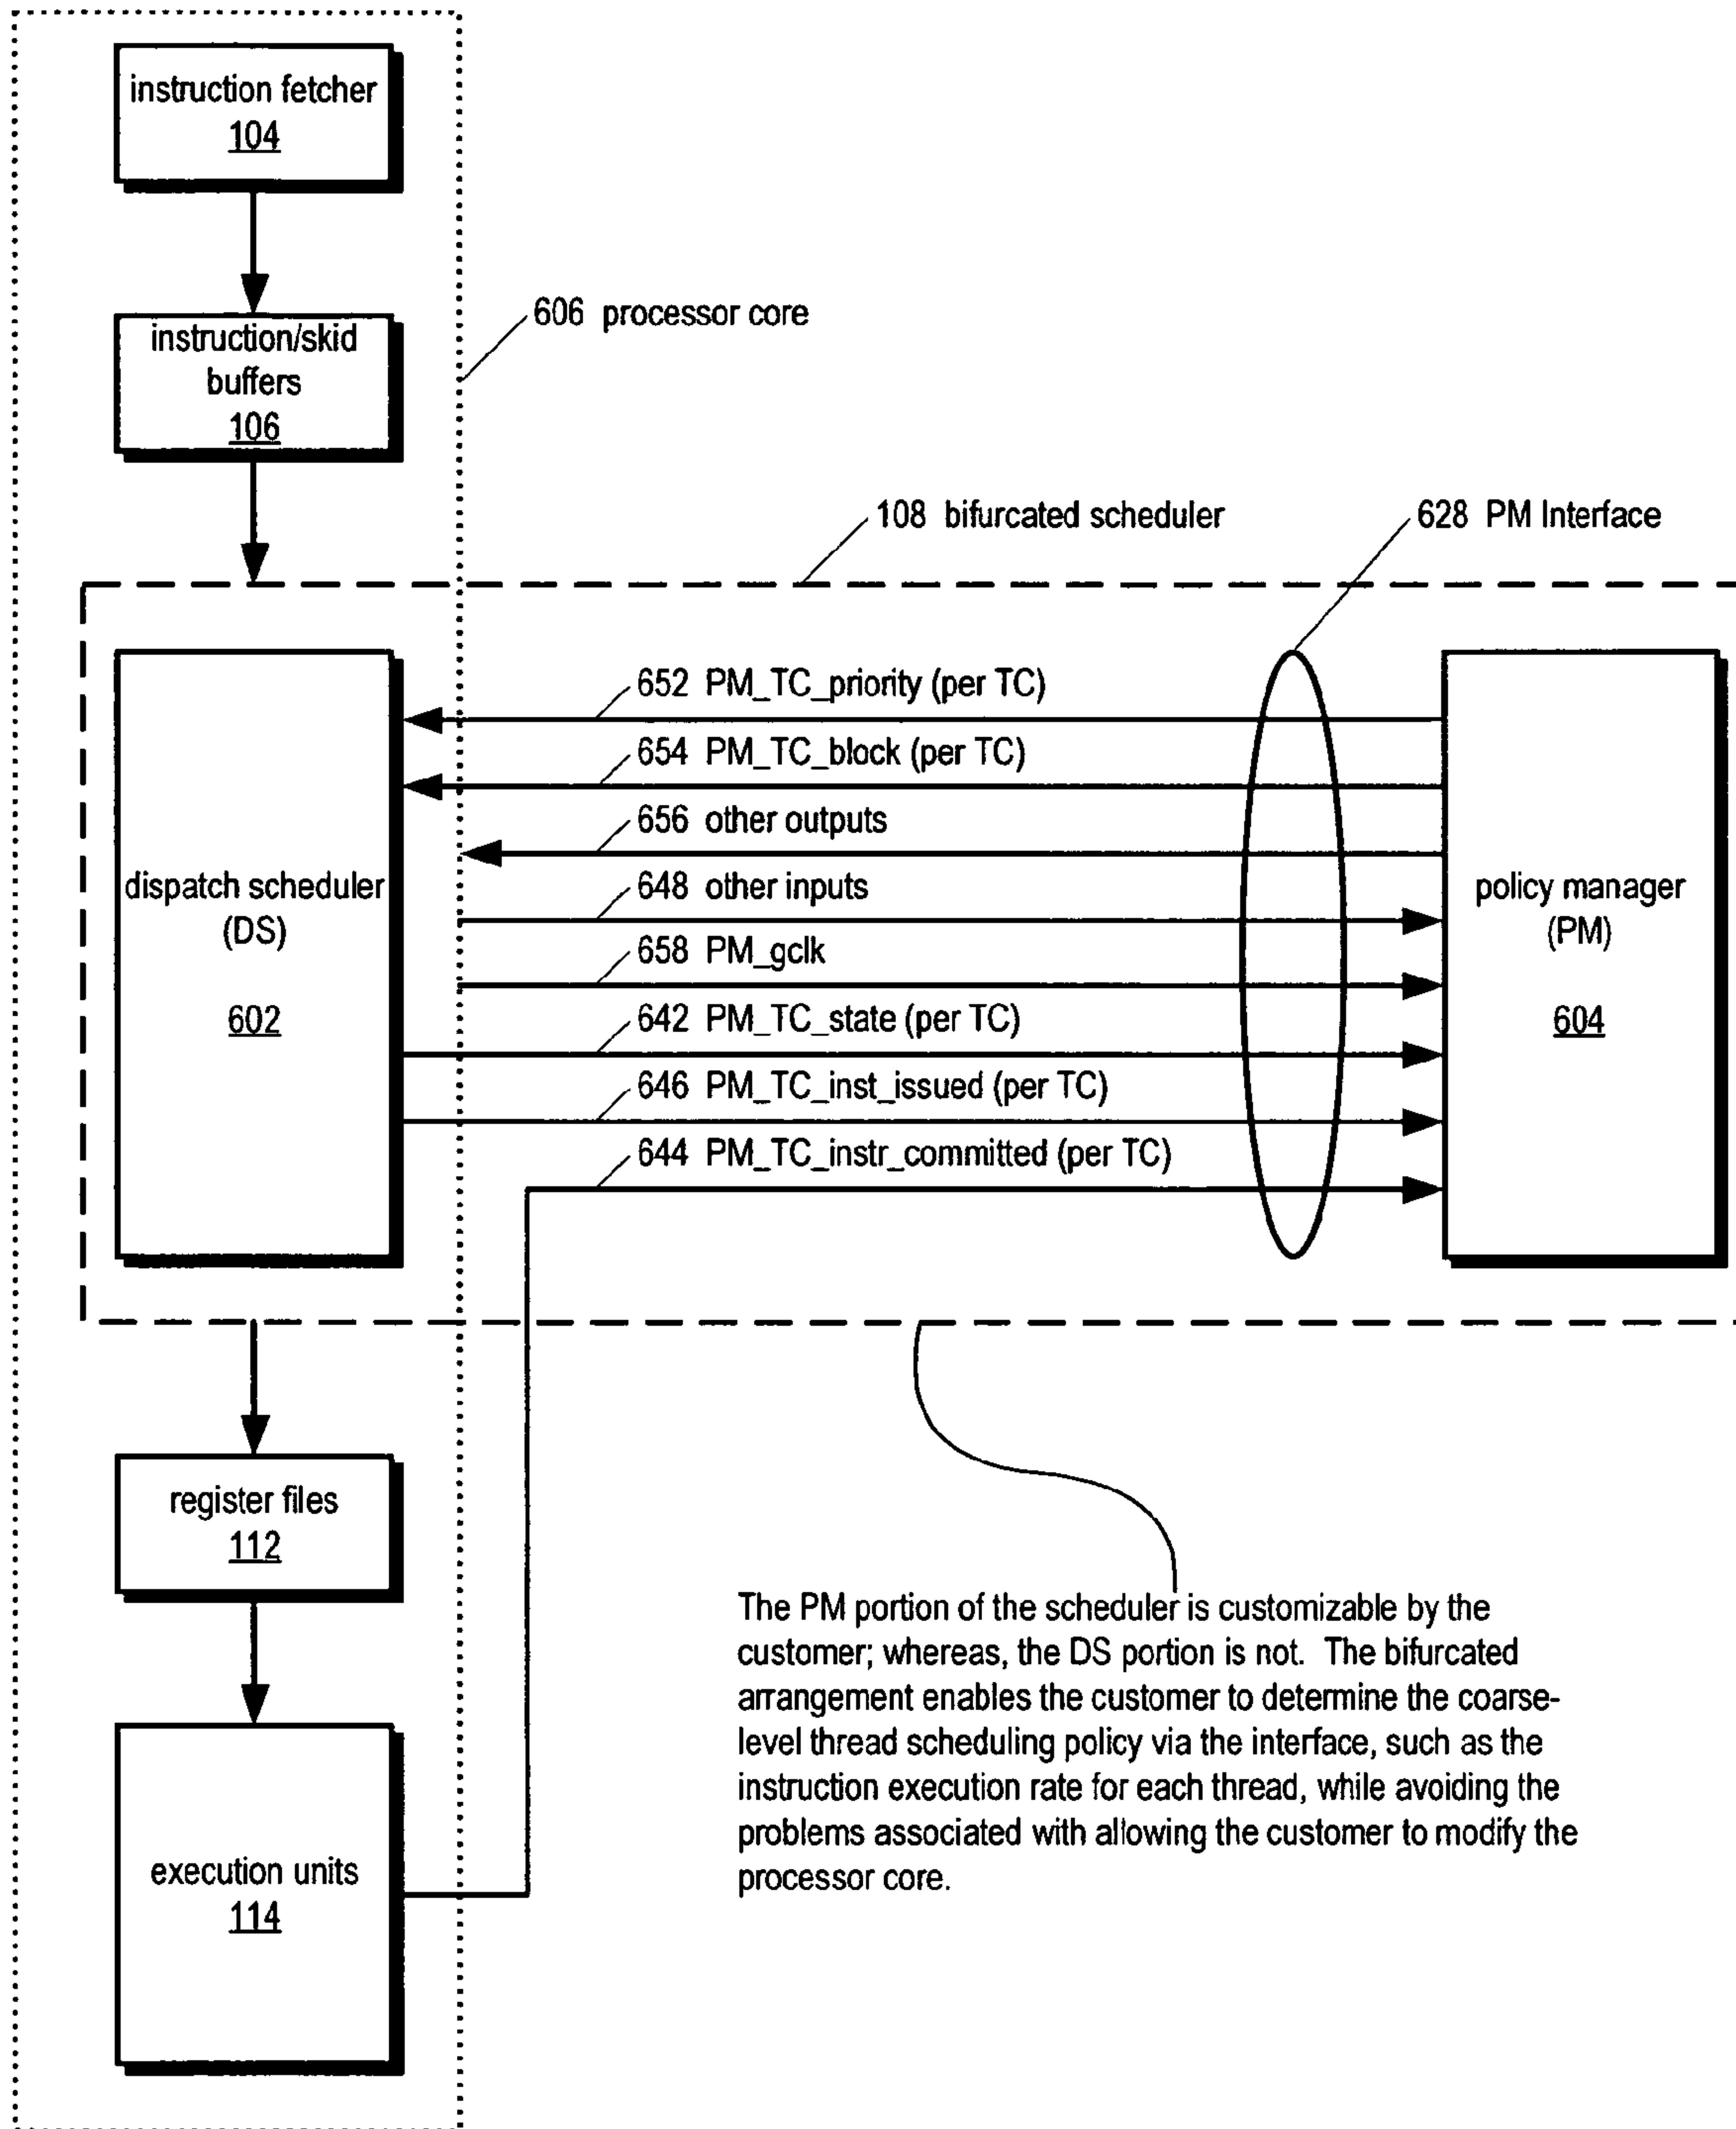 instruction fetcher
104
instruction/skid
buffers
106
606 processor core
108 bifurcated scheduler
628 PM Interface
652 PM_TC_priority (per TC)
654 PM_TC_block (per TC)
656 other outputs
648 other inputs
658 PM_gclk
642 PM_TC_state (per TC)
646 PM_TC_inst_issued (per TC)
644 PM_TC_instr_committed (per TC)
dispatch scheduler
(DS)
602
policy manager
(PM)
604
register files
112
execution units
114
The PM portion of the scheduler is customizable by the
customer; whereas, the DS portion is not. The bifurcated
arrangement enables the customer to determine the coarse-
level thread scheduling policy via the interface, such as the
instruction execution rate for each thread, while avoiding the
problems associated with allowing the customer to modify the
processor core.